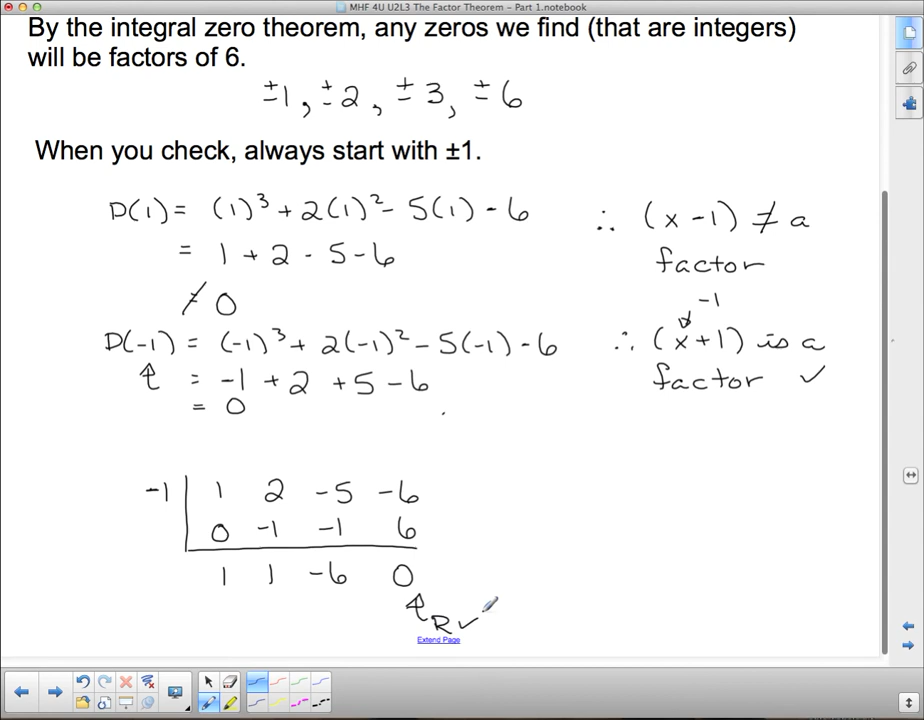 MHF 4U U2L3 The Factor Theorem - Part 1.notebook
By the integral zero theorem, any zeros we find (that are integers)
will be factors of 6.
±1, ±2, ±3, ±6
When you check, always start with ±1.
D(1) = (1)³ + 2(1)² - 5(1) - 6
= 1 + 2 - 5 - 6
≠ 0
∴ (x - 1) ≠ a
factor
D(-1) = (-1)³ + 2(-1)² - 5(-1) - 6
↑ = -1 + 2 + 5 - 6
= 0
-1
∴ (x + 1) is a
factor ✓
-1 | 1 2 -5 -6
0 -1 -1 6
1 1 -6 0
↑ R ✓
Extend Page